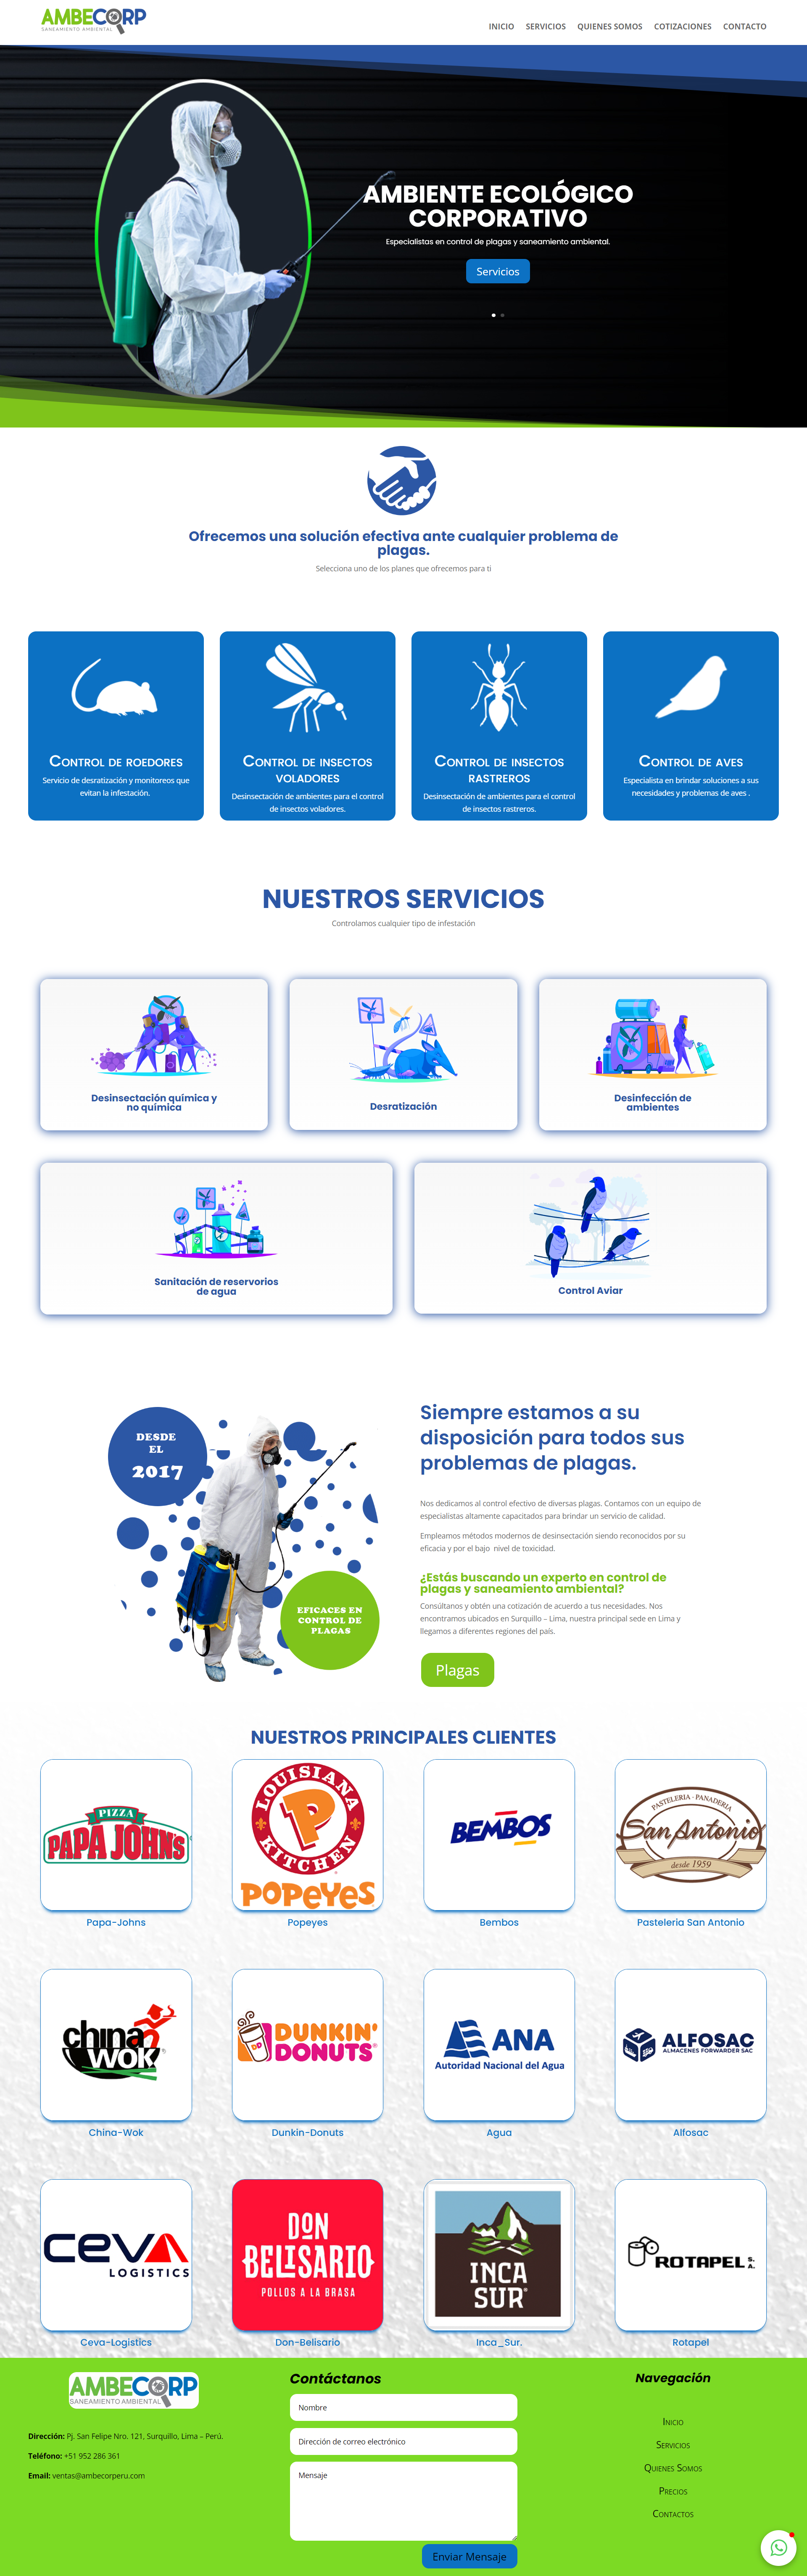 AMBECORP
SANEAMIENTO AMBIENTAL
INICIO SERVICIOS QUIENES SOMOS COTIZACIONES CONTACTO
AMBIENTE ECOLÓGICO
CORPORATIVO
Especialistas en control de plagas y saneamiento ambiental.
Servicios
Ofrecemos una solución efectiva ante cualquier problema de
plagas.
Selecciona uno de los planes que ofrecemos para ti
Control de roedores
Servicio de desratización y monitoreos que
evitan la infestación.
Control de insectos
voladores
Desinsectación de ambientes para el control
de insectos voladores.
Control de insectos
rastreros
Desinsectación de ambientes para el control
de insectos rastreros.
Control de aves
Especialista en brindar soluciones a sus
necesidades y problemas de aves .
NUESTROS SERVICIOS
Controlamos cualquier tipo de infestación
Desinsectación química y
no química
Desratización
Desinfección de
ambientes
Sanitación de reservorios
de agua
Control Aviar
DESDE
EL
2017
EFICACES EN
CONTROL DE
PLAGAS
Siempre estamos a su
disposición para todos sus
problemas de plagas.
Nos dedicamos al control efectivo de diversas plagas. Contamos con un equipo de
especialistas altamente capacitados para brindar un servicio de calidad.
Empleamos métodos modernos de desinsectación siendo reconocidos por su
eficacia y por el bajo  nivel de toxicidad.
¿Estás buscando un experto en control de
plagas y saneamiento ambiental?
Consúltanos y obtén una cotización de acuerdo a tus necesidades. Nos
encontramos ubicados en Surquillo – Lima, nuestra principal sede en Lima y
llegamos a diferentes regiones del país.
Plagas
NUESTROS PRINCIPALES CLIENTES
PIZZA
PAPA JOHN'S
Papa-Johns
LOUISIANA
P
KITCHEN
POPEYES
Popeyes
BEMBOS
Bembos
PASTELERIA · PANADERIA
San Antonio
desde 1959
Pasteleria San Antonio
china
WOK
China-Wok
DUNKIN'
DONUTS
Dunkin-Donuts
ANA
Autoridad Nacional del Agua
Agua
ALFOSAC
ALMACENES FORWARDER SAC
Alfosac
CEVA
LOGISTICS
Ceva-Logistics
DON
BELISARIO
POLLOS A LA BRASA
Don-Belisario
INCA
SUR
Inca_Sur.
ROTAPEL S.A.
Rotapel
AMBECORP
SANEAMIENTO AMBIENTAL
Dirección: Pj. San Felipe Nro. 121, Surquillo, Lima – Perú.
Teléfono: +51 952 286 361
Email: ventas@ambecorperu.com
Contáctanos
Nombre
Dirección de correo electrónico
Mensaje
Enviar Mensaje
Navegación
Inicio
Servicios
Quienes Somos
Precios
Contactos